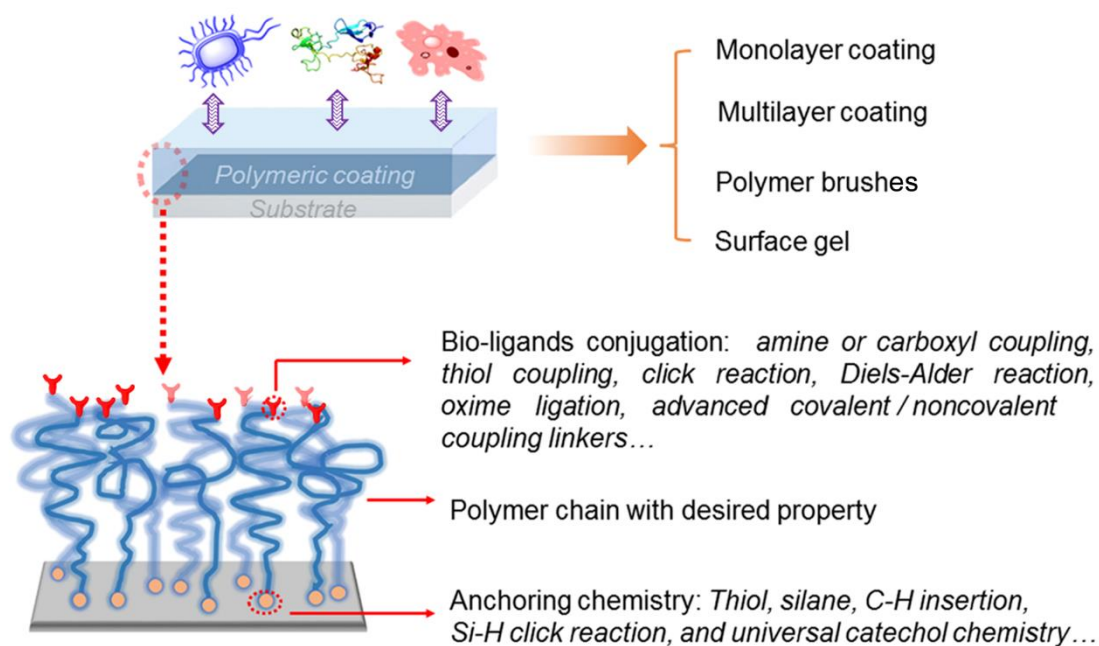 Monolayer coating
Multilayer coating
Polymer brushes
Surface gel
Polymeric coating
Substrate
Bio-ligands conjugation: amine or carboxyl coupling,
thiol coupling, click reaction, Diels-Alder reaction,
oxime ligation, advanced covalent / noncovalent
coupling linkers…
Polymer chain with desired property
Anchoring chemistry: Thiol, silane, C-H insertion,
Si-H click reaction, and universal catechol chemistry…